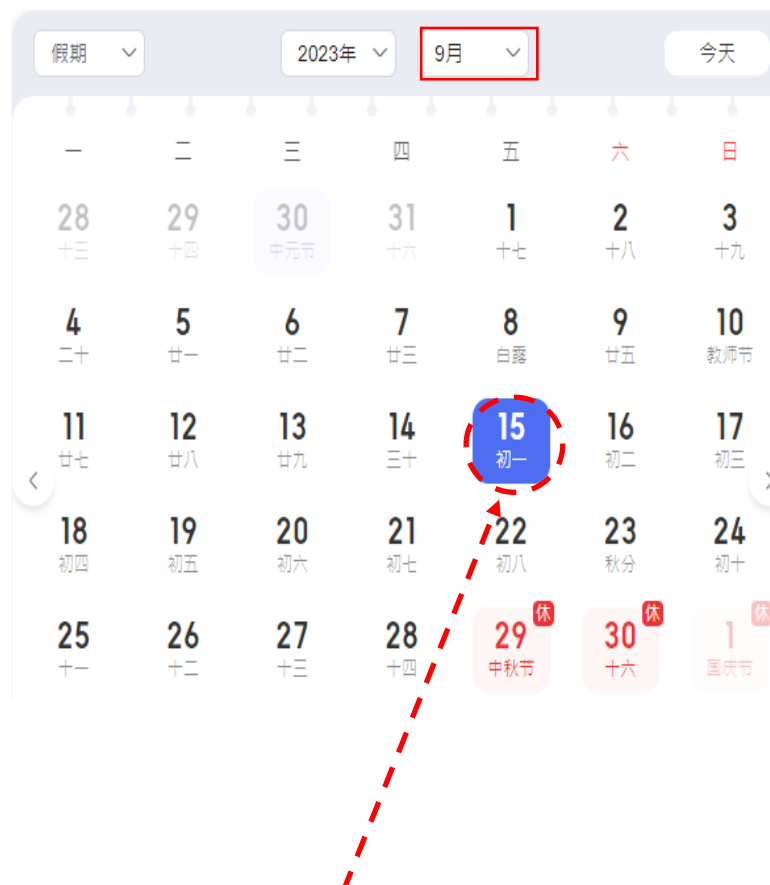 假期 2023年 9月 今天
一 二 三 四 五 六 日
28 29 30 31 1 2 3
十三 十四 中元节 十六 十七 十八 十九
4 5 6 7 8 9 10
二十 廿一 廿二 廿三 白露 廿五 教师节
11 12 13 14 15 16 17
廿七 廿八 廿九 三十 初一 初二 初三
18 19 20 21 22 23 24
初四 初五 初六 初七 初八 秋分 初十
休 休 休
25 26 27 28 29 30 1
十一 十二 十三 十四 中秋节 十六 国庆节